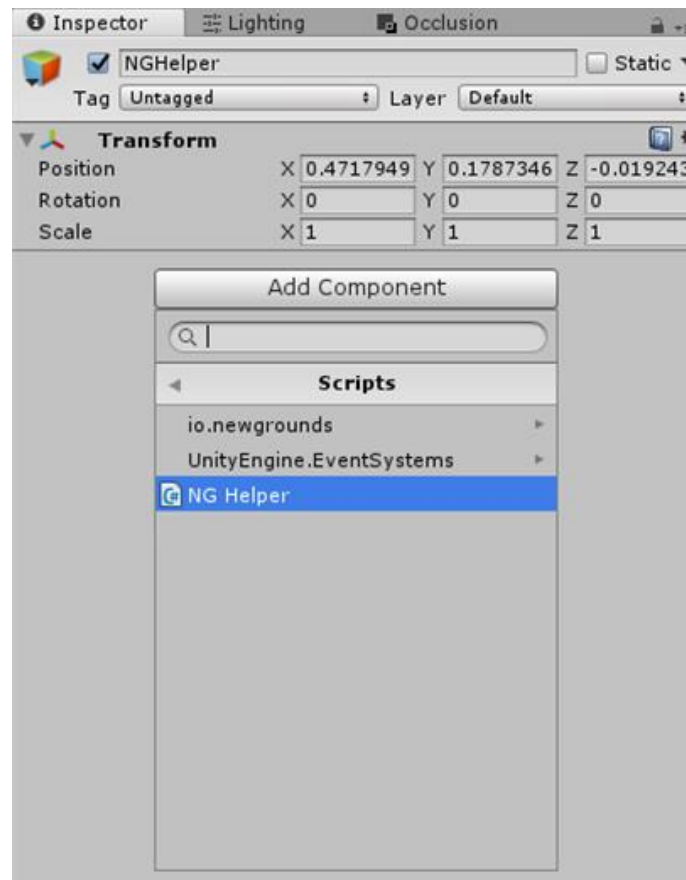 Inspector Lighting Occlusion
NGHelper Static
Tag Untagged Layer Default
Transform
Position X 0.4717949 Y 0.1787346 Z -0.019243
Rotation X 0 Y 0 Z 0
Scale X 1 Y 1 Z 1
Add Component
Scripts
io.newgrounds
UnityEngine.EventSystems
NG Helper